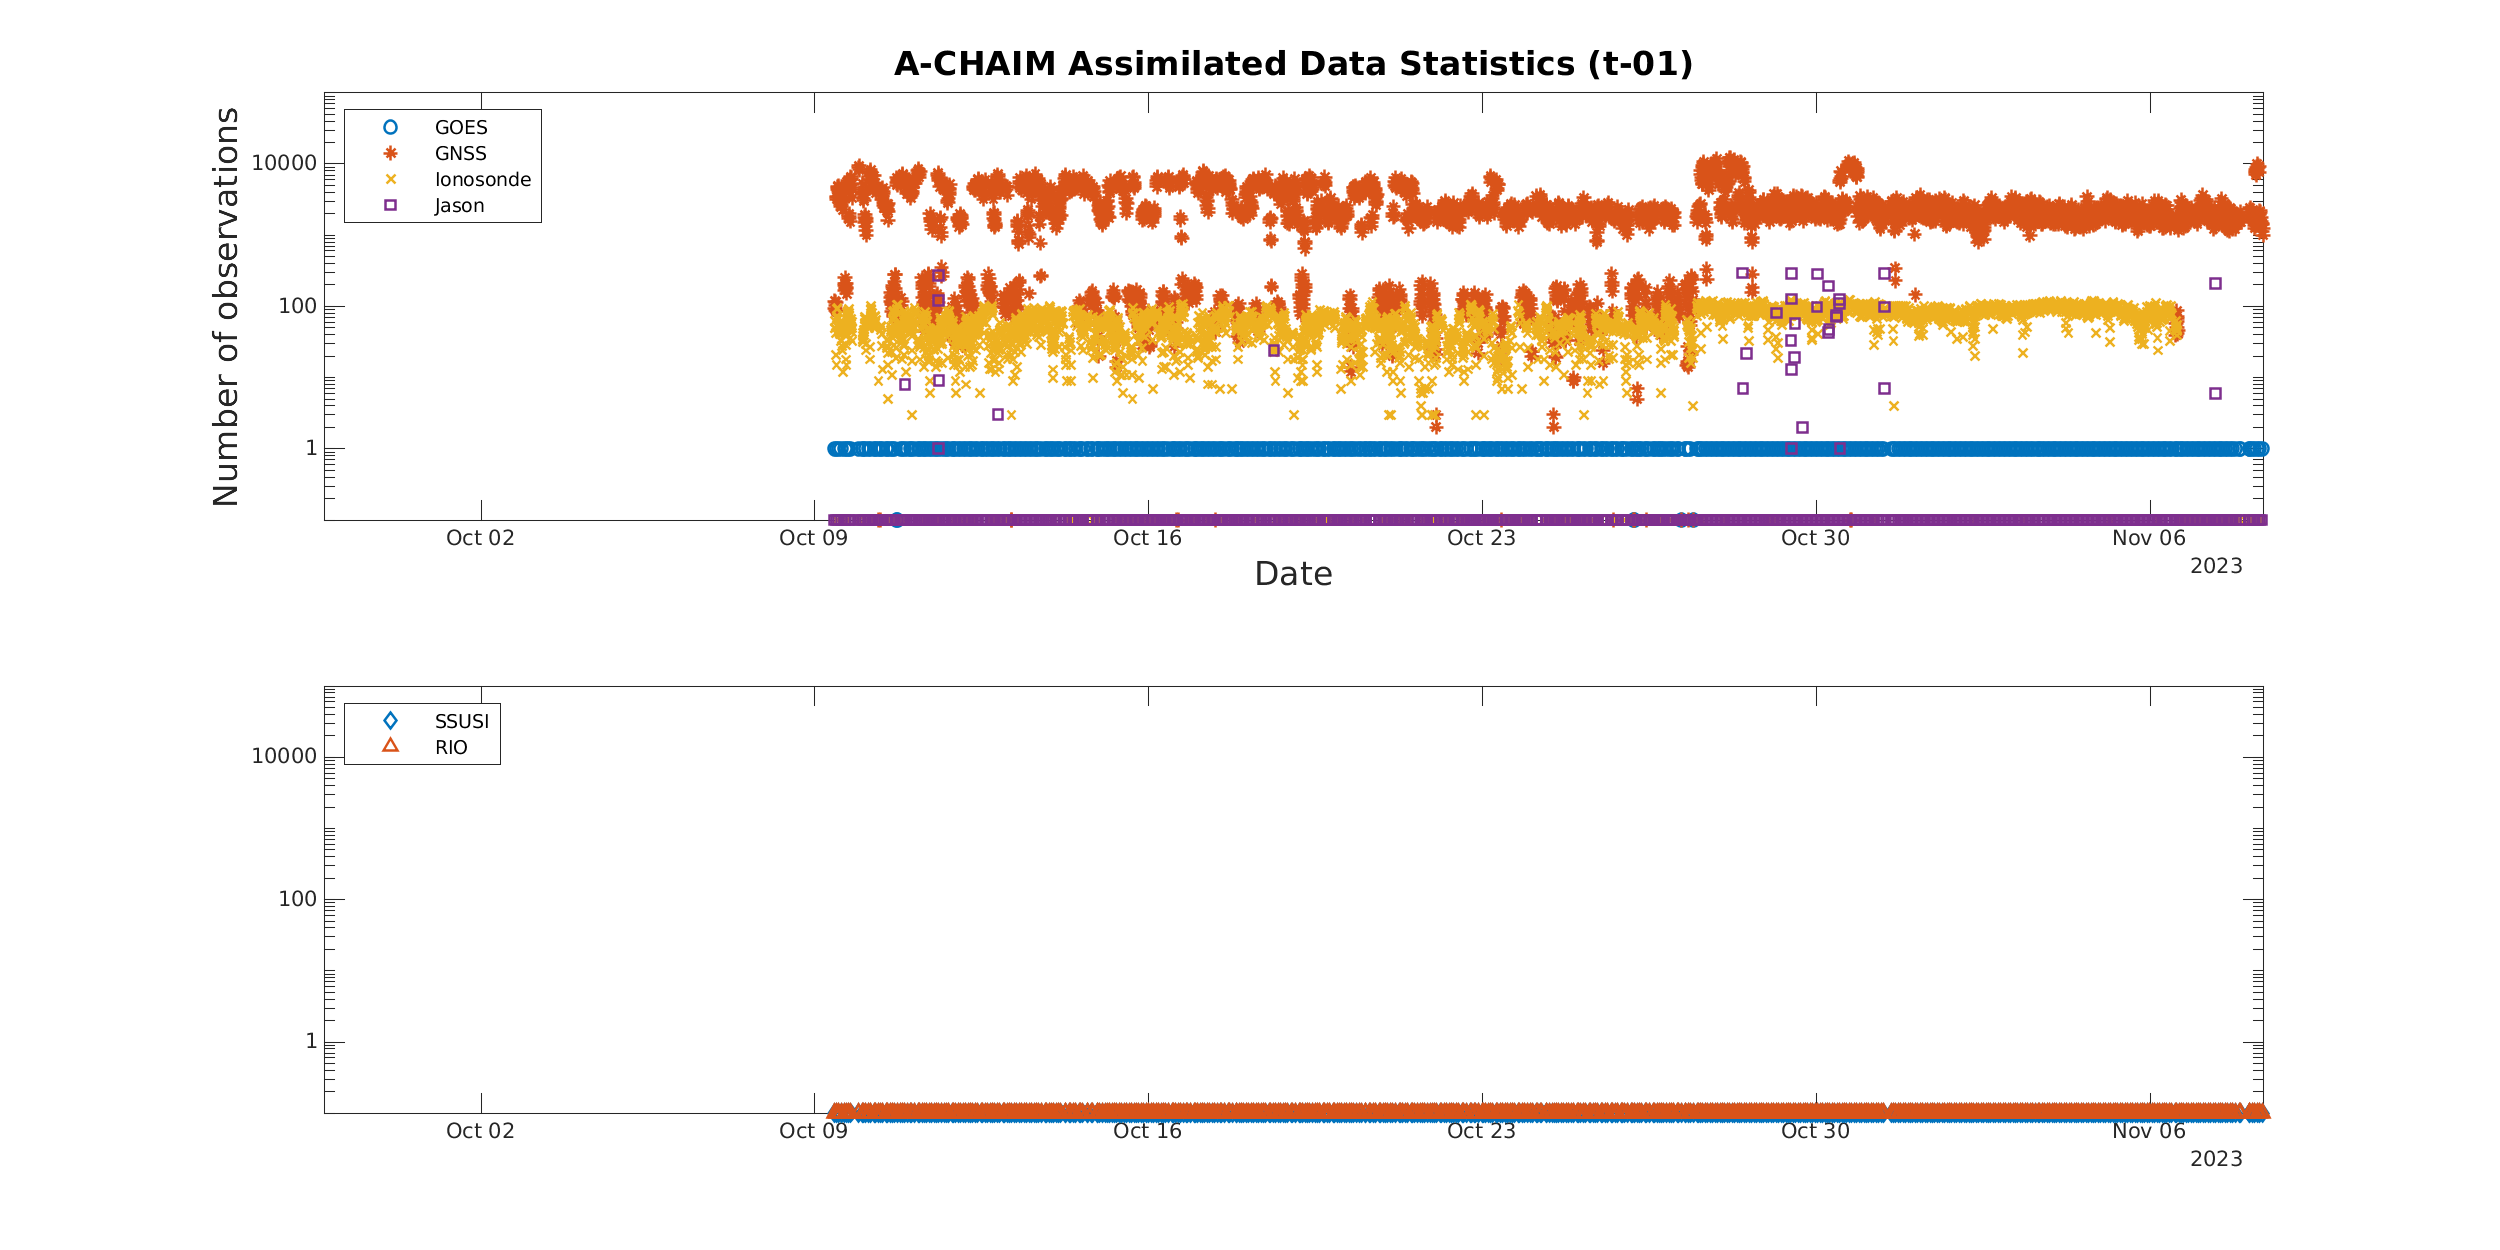 A-CHAIM Assimilated Data Statistics (t-01)
GOES
GNSS
Ionosonde
Jason
Number of observations
10000
100
1
Oct 02
Oct 09
Oct 16
Oct 23
Oct 30
Nov 06
2023
Date
SSUSI
RIO
10000
100
1
Oct 02
Oct 09
Oct 16
Oct 23
Oct 30
Nov 06
2023